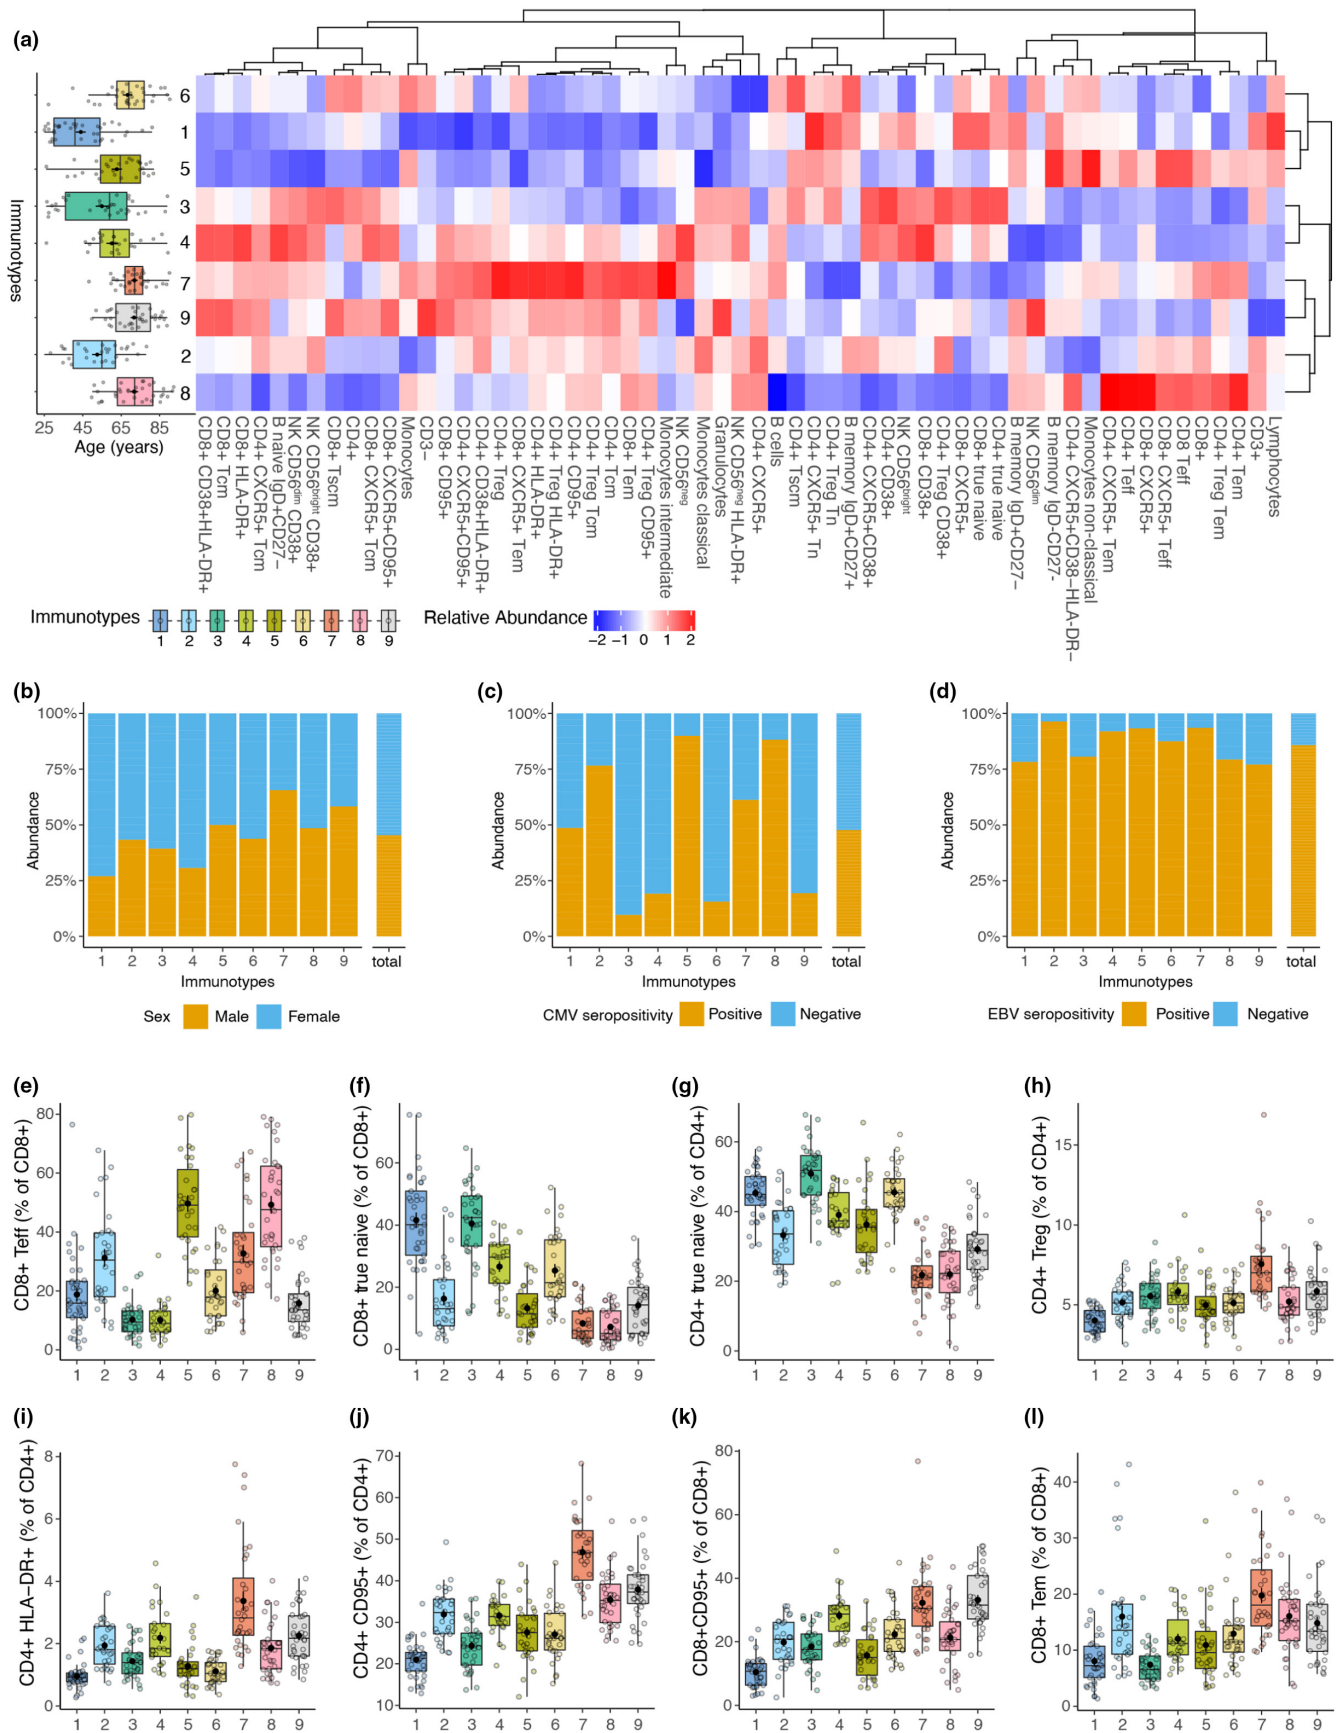 (a)
Immunotypes
6
1
5
3
4
7
9
2
8
25 45 65 85
Age (years)
CD8+ CD38+HLA-DR+
CD8+ Tcm
CD8+ HLA-DR+
CD4+ CXCR5+ Tcm
B naive IgD+CD27-
NK CD56dim CD38+
NK CD56bright CD38+
CD8+ Tscm
CD4+
CD8+ CXCR5+ Tcm
CD8+ CXCR5+CD95+
Monocytes
CD3-
CD8+ CD95+
CD4+ CXCR5+CD95+
CD4+ CD38+HLA-DR+
CD4+ Treg
CD8+ CXCR5+ Tem
CD4+ HLA-DR+
CD4+ Treg HLA-DR+
CD4+ CD95+
CD4+ Treg Tcm
CD4+ Tcm
CD8+ Tem
CD4+ Treg CD95+
Monocytes intermediate
NK CD56neg
Monocytes classical
Granulocytes
NK CD56neg HLA-DR+
CD4+ CXCR5+
B cells
CD4+ Tscm
CD4+ CXCR5+ Tn
CD4+ Treg Tn
B memory IgD+CD27+
CD4+ CXCR5+CD38+
CD4+ CD38+
NK CD56bright
CD8+ CD38+
CD4+ Treg CD38+
CD8+ CXCR5+
CD8+ true naive
CD4+ true naive
B memory IgD+CD27-
NK CD56dim
B memory IgD-CD27-
CD4+ CXCR5+CD38-HLA-DR-
Monocytes non-classical
CD4+ CXCR5+ Tem
CD4+ Teff
CD8+ CXCR5+
CD8+ CXCR5+ Teff
CD8 Teff
CD8+
CD4+ Treg Tem
CD4+ Tem
CD3+
Lymphocytes
Immunotypes
1 2 3 4 5 6 7 8 9
Relative Abundance
−2 −1 0 1 2
(b)
Abundance
100%
75%
50%
25%
0%
1 2 3 4 5 6 7 8 9 total
Immunotypes
Sex Male Female
(c)
Abundance
100%
75%
50%
25%
0%
1 2 3 4 5 6 7 8 9 total
Immunotypes
CMV seropositivity Positive Negative
(d)
Abundance
100%
75%
50%
25%
0%
1 2 3 4 5 6 7 8 9 total
Immunotypes
EBV seropositivity Positive Negative
(e)
CD8+ Teff (% of CD8+)
80
60
40
20
0
1 2 3 4 5 6 7 8 9
(f)
CD8+ true naive (% of CD8+)
60
40
20
0
1 2 3 4 5 6 7 8 9
(g)
CD4+ true naive (% of CD4+)
60
40
20
0
1 2 3 4 5 6 7 8 9
(h)
CD4+ Treg (% of CD4+)
15
10
5
1 2 3 4 5 6 7 8 9
(i)
CD4+ HLA−DR+ (% of CD4+)
8
6
4
2
0
1 2 3 4 5 6 7 8 9
(j)
CD4+ CD95+ (% of CD4+)
70
60
50
40
30
20
10
1 2 3 4 5 6 7 8 9
(k)
CD8+CD95+ (% of CD8+)
80
60
40
20
0
1 2 3 4 5 6 7 8 9
(l)
CD8+ Tem (% of CD8+)
40
30
20
10
0
1 2 3 4 5 6 7 8 9